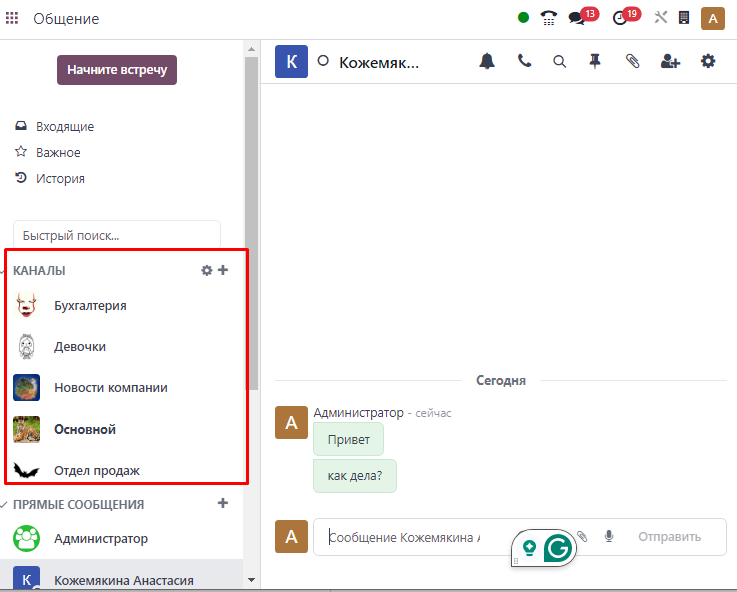 Общение
13
19
А
Начните встречу
Входящие
Важное
История
Быстрый поиск...
КАНАЛЫ
Бухгалтерия
Девочки
Новости компании
Основной
Отдел продаж
ПРЯМЫЕ СООБЩЕНИЯ
Администратор
К
Кожемякина Анастасия
К
Кожемяк...
Сегодня
А
Администратор - сейчас
Привет
как дела?
А
Сообщение Кожемякина
G
Отправить